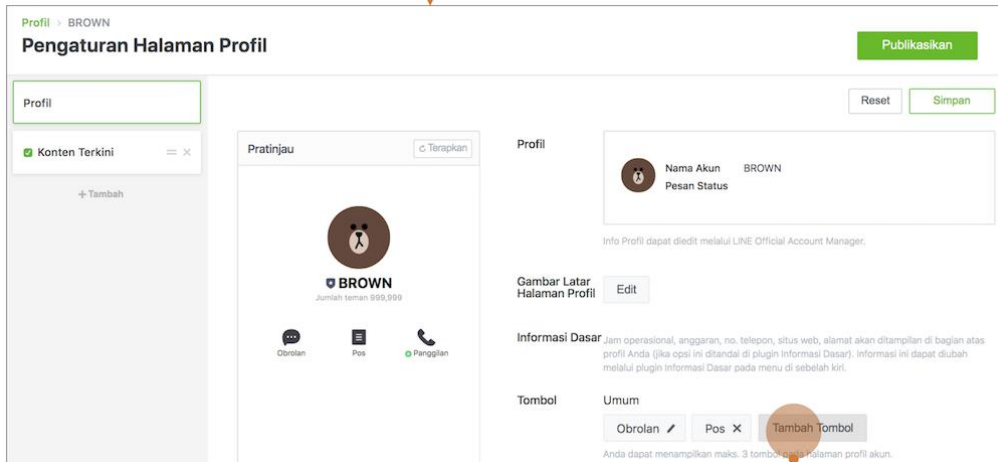 Profil > BROWN
Pengaturan Halaman Profil
Publikasikan
Profil
Reset
Simpan
Konten Terkini
+ Tambah
Pratinjau
Terapkan
BROWN
Jumlah teman 999,999
Obrolan
Pos
Panggilan
Profil
Nama Akun BROWN
Pesan Status
Info Profil dapat diedit melalui LINE Official Account Manager.
Gambar Latar
Halaman Profil
Edit
Informasi Dasar
Jam operasional, anggaran, no. telepon, situs web, alamat akan ditampilan di bagian atas
profil Anda (jika opsi ini ditandai di plugin Informasi Dasar). Informasi ini dapat diubah
melalui plugin Informasi Dasar pada menu di sebelah kiri.
Tombol
Umum
Obrolan
Pos
Tambah Tombol
Anda dapat menampilkan maks. 3 tombol pada halaman profil akun.